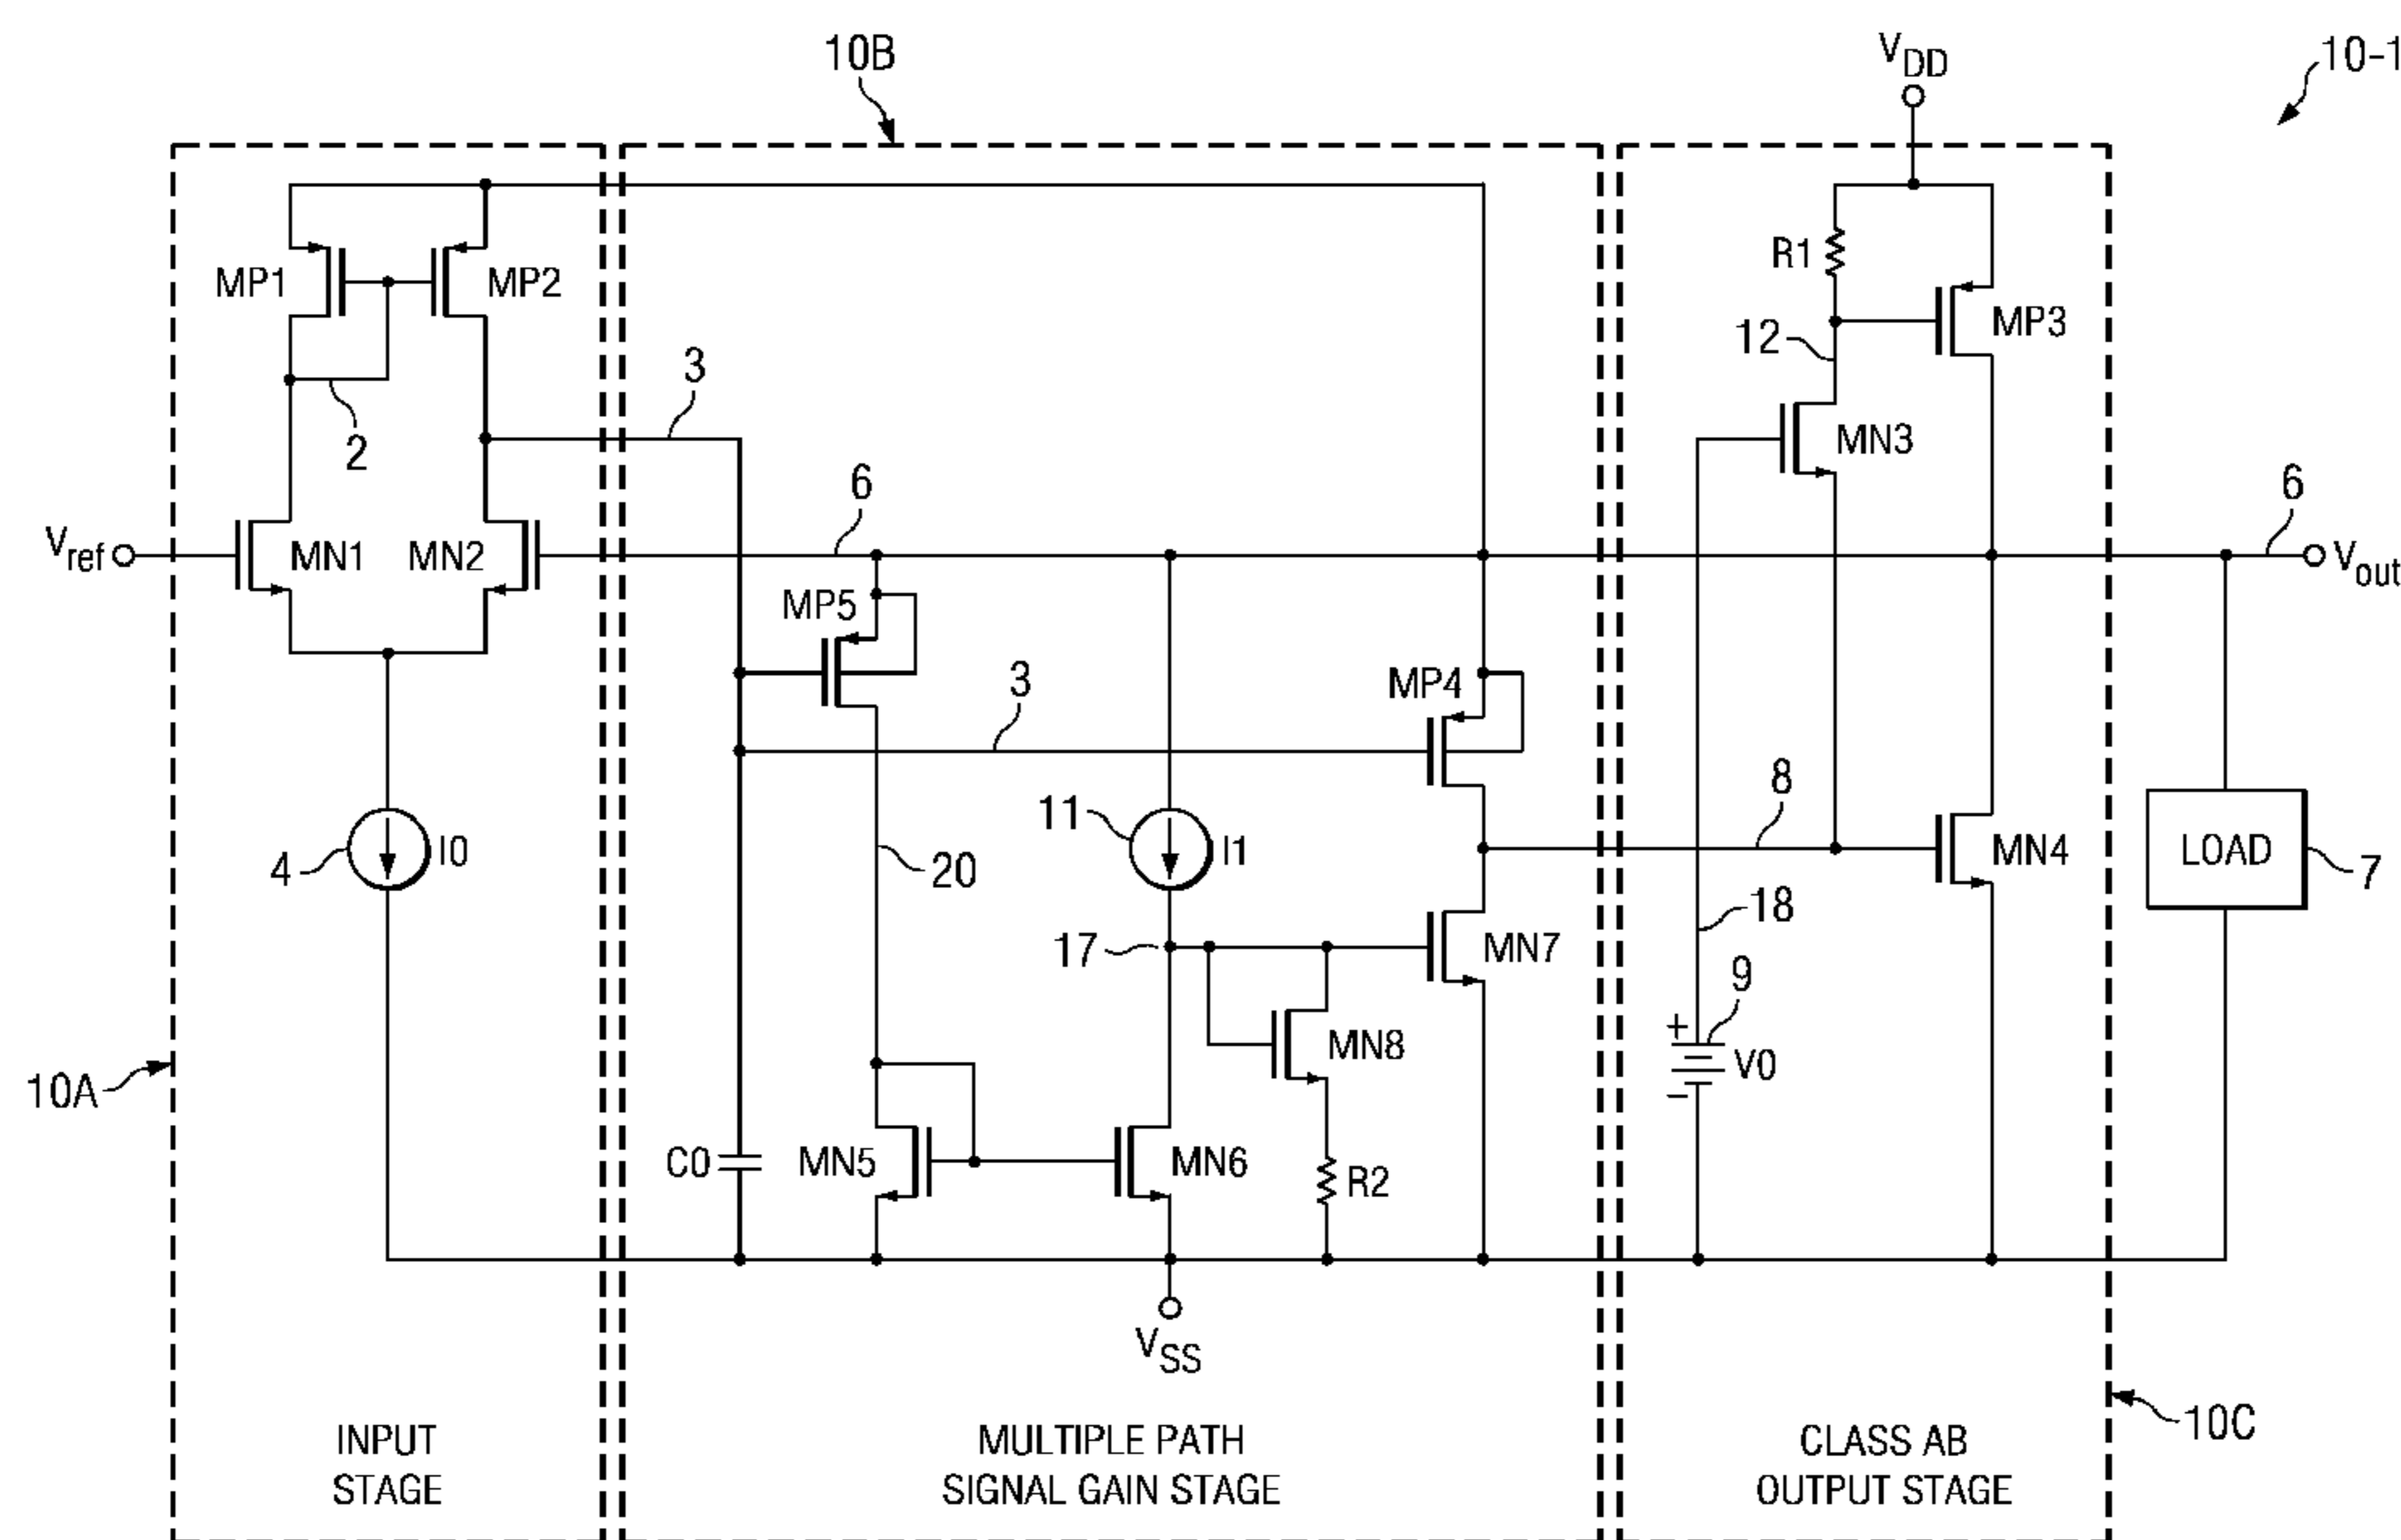 10B
VDD
10-1
R1
MP1
MP2
MP3
12
3
2
MN3
6
6
Vref
MN1
MN2
Vout
MP5
MP4
3
8
11
4
I0
I1
20
MN4
LOAD
7
18
17
MN7
9
+
MN8
V0
-
10A
C0
MN5
MN6
R2
VSS
10C
INPUT
STAGE
MULTIPLE PATH
SIGNAL GAIN STAGE
CLASS AB
OUTPUT STAGE